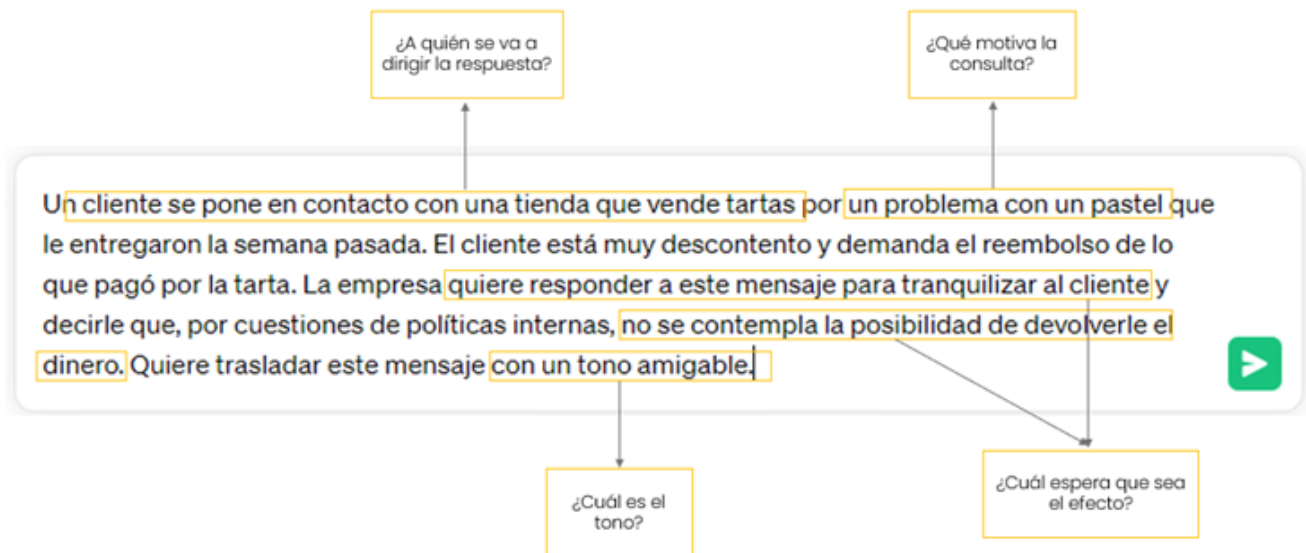 ¿A quién se va a
dirigir la respuesta?
¿Qué motiva la
consulta?
Un cliente se pone en contacto con una tienda que vende tartas por un problema con un pastel que
le entregaron la semana pasada. El cliente está muy descontento y demanda el reembolso de lo
que pagó por la tarta. La empresa quiere responder a este mensaje para tranquilizar al cliente y
decirle que, por cuestiones de políticas internas, no se contempla la posibilidad de devolverle el
dinero. Quiere trasladar este mensaje con un tono amigable.
¿Cuál es el
tono?
¿Cuál espera que sea
el efecto?